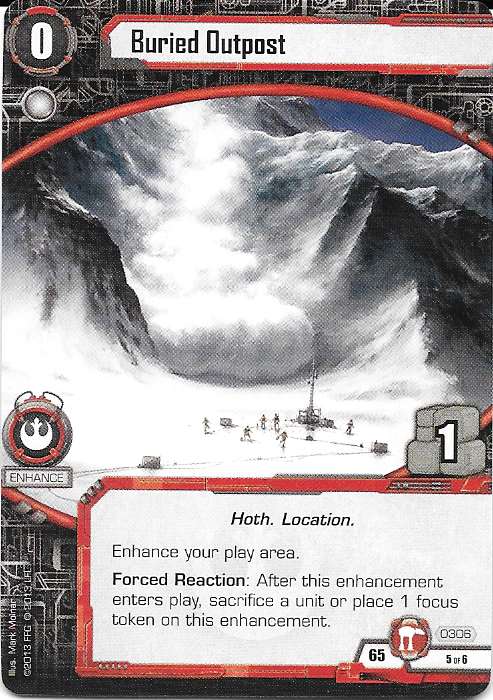 0
Buried Outpost
1
ENHANCE
Hoth. Location.
Enhance your play area.
Forced Reaction: After this enhancement
enters play, sacrifice a unit or place 1 focus
token on this enhancement.
0306
65
5 OF 6
Illus. Mark Molnar
©2013 FFG ©2013 LFL